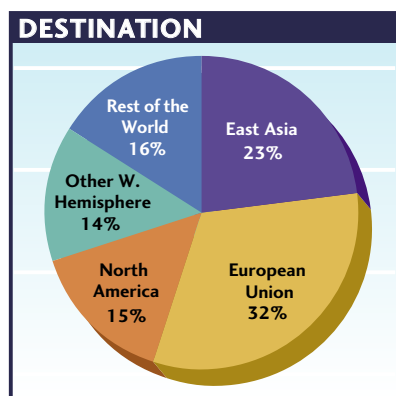 DESTINATION
Rest of the
World
16%
East Asia
23%
Other W.
Hemisphere
14%
North
America
15%
European
Union
32%